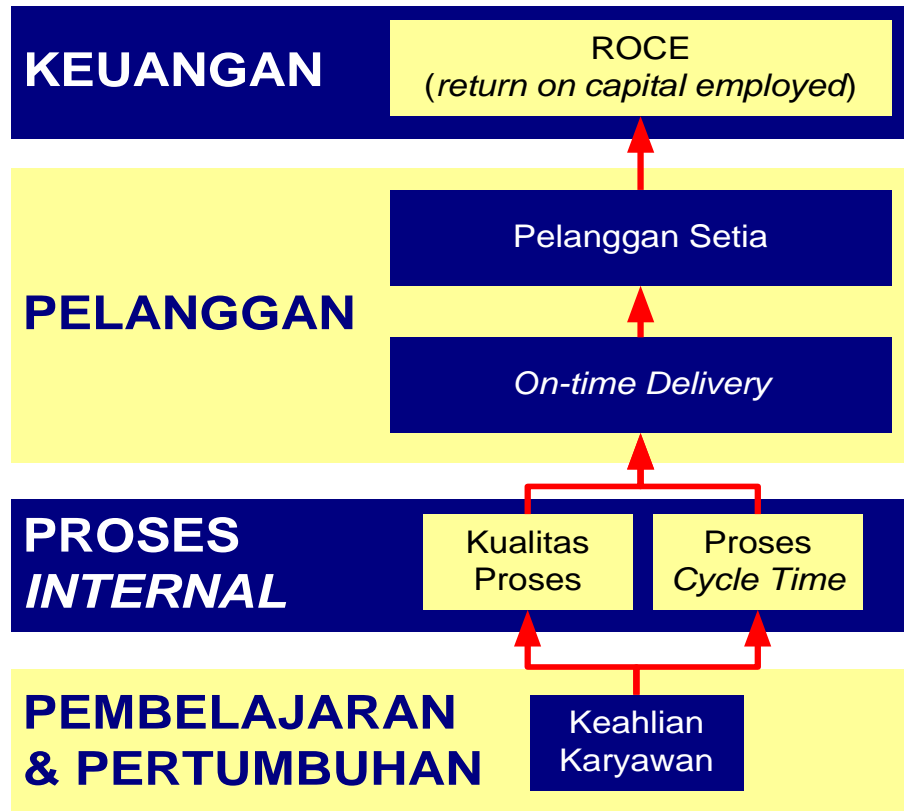 KEUANGAN
ROCE
(return on capital employed)
PELANGGAN
Pelanggan Setia
On-time Delivery
PROSES
INTERNAL
Kualitas
Proses
Proses
Cycle Time
PEMBELAJARAN
& PERTUMBUHAN
Keahlian
Karyawan